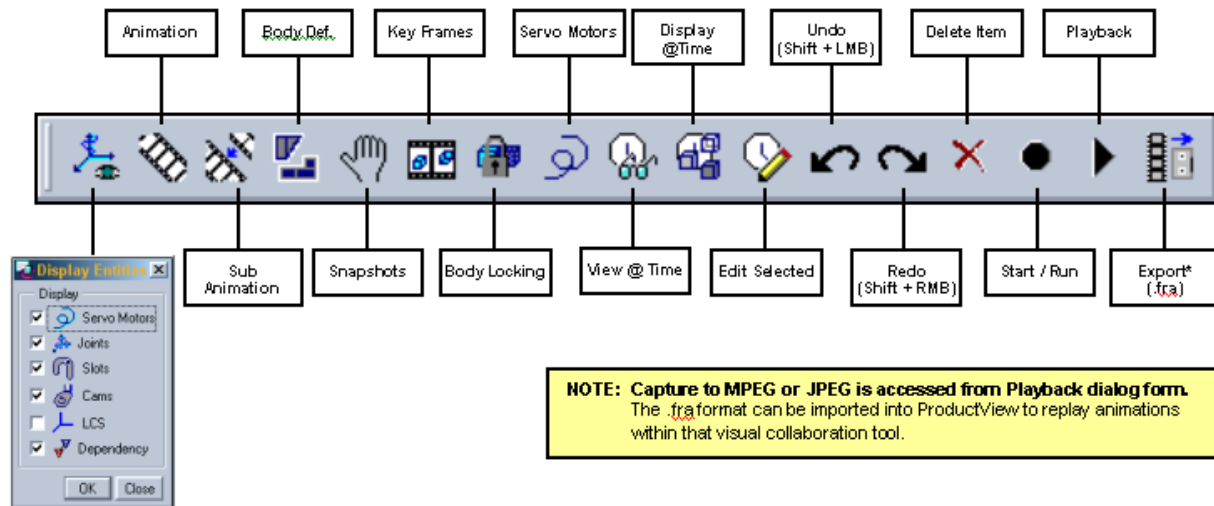 Animation
Body Def.
Key Frames
Servo Motors
Display
@Time
Undo
(Shift + LMB)
Delete Item
Playback
Sub
Animation
Snapshots
Body Locking
View @ Time
Edit Selected
Redo
(Shift + RMB)
Start / Run
Export*
(.fra)
Display Entities
Display
Servo Motors
Joints
Slots
Cams
LCS
Dependency
OK Close
NOTE: Capture to MPEG or JPEG is accessed from Playback dialog form.
The .fra format can be imported into ProductView to replay animations
within that visual collaboration tool.